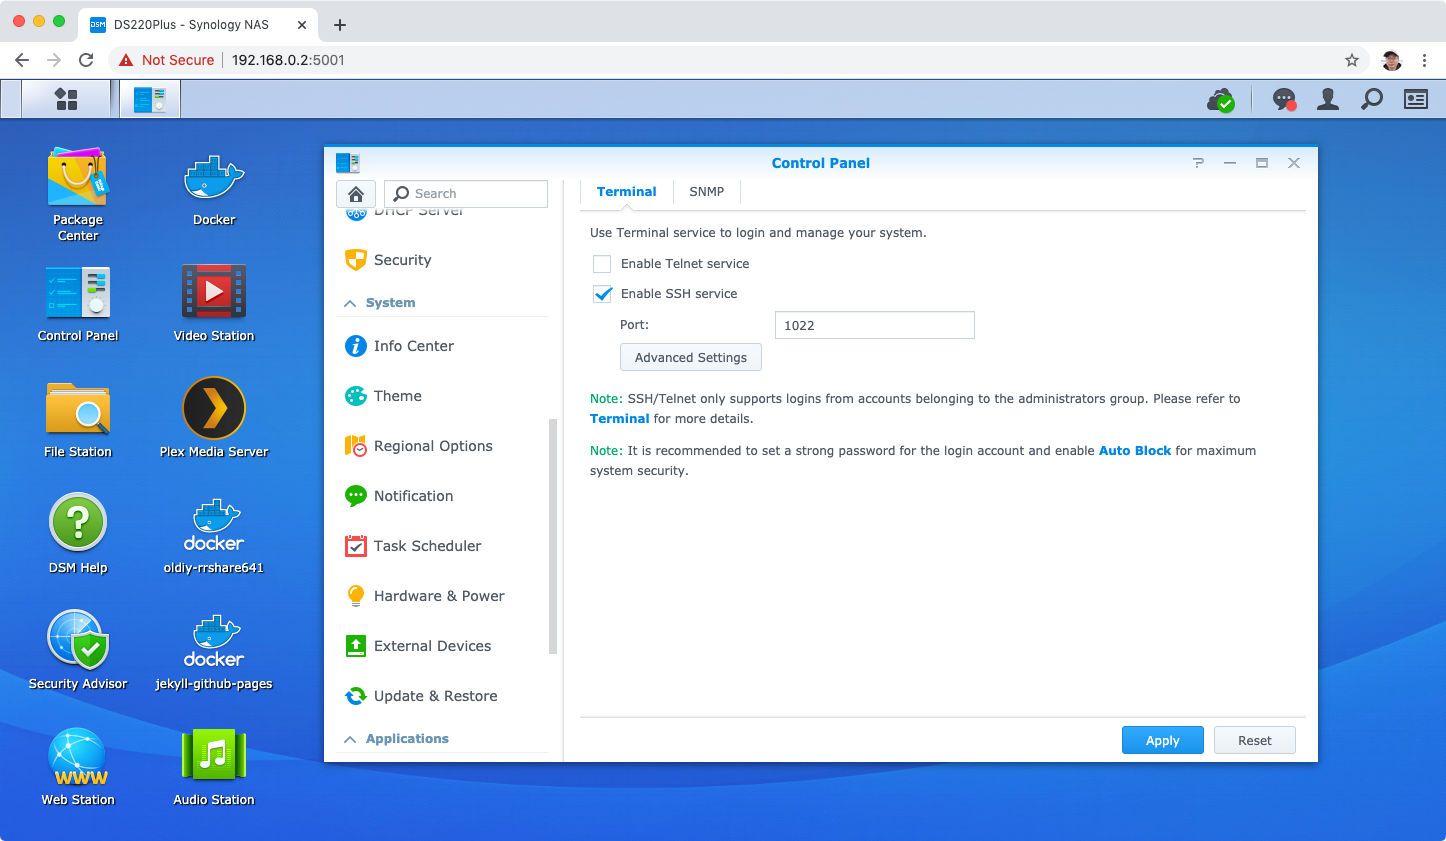 DSM
DS220Plus - Synology NAS
Not Secure
192.168.0.2:5001
Package
Center
Docker
Control Panel
Video Station
File Station
Plex Media Server
DSM Help
docker
oldiy-rrshare641
Security Advisor
docker
jekyll-github-pages
WWW
Web Station
Audio Station
Control Panel
Search
DHCP Server
Security
System
Info Center
Theme
Regional Options
Notification
Task Scheduler
Hardware & Power
External Devices
Update & Restore
Applications
Terminal
SNMP
Use Terminal service to login and manage your system.
Enable Telnet service
Enable SSH service
Port:
1022
Advanced Settings
Note: SSH/Telnet only supports logins from accounts belonging to the administrators group. Please refer to
Terminal for more details.
Note: It is recommended to set a strong password for the login account and enable Auto Block for maximum
system security.
Apply
Reset